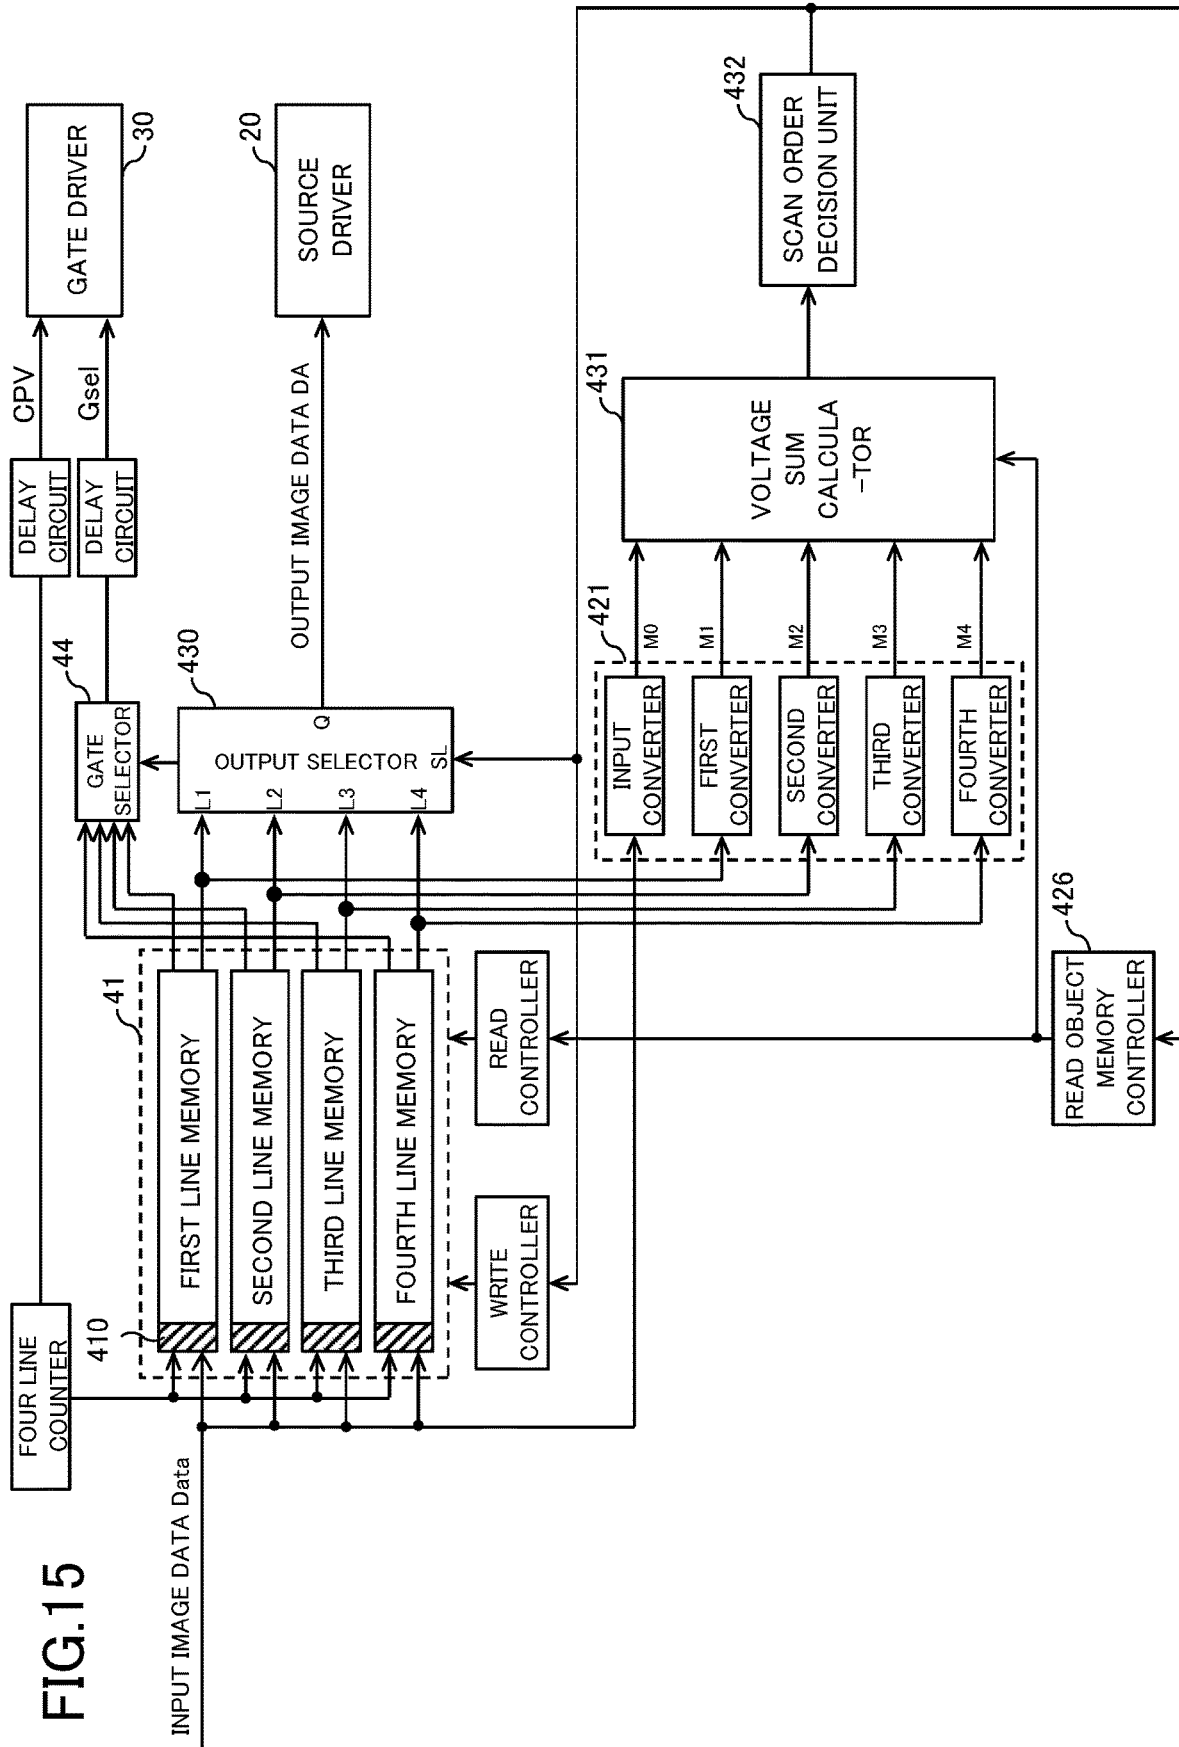 FIG.15
FOUR LINE
COUNTER
DELAY
CIRCUIT
CPV
GATE DRIVER
30
DELAY
CIRCUIT
Gsel
44
GATE
SELECTOR
INPUT IMAGE DATA Data
410
41
FIRST LINE MEMORY
SECOND LINE MEMORY
THIRD LINE MEMORY
FOURTH LINE MEMORY
430
L1
L2
L3
L4
OUTPUT SELECTOR
Q
SL
OUTPUT IMAGE DATA DA
SOURCE
DRIVER
20
WRITE
CONTROLLER
READ
CONTROLLER
421
INPUT
CONVERTER
M0
FIRST
CONVERTER
M1
SECOND
CONVERTER
M2
THIRD
CONVERTER
M3
FOURTH
CONVERTER
M4
431
VOLTAGE
SUM
CALCULA
-TOR
432
SCAN ORDER
DECISION UNIT
426
READ OBJECT
MEMORY
CONTROLLER